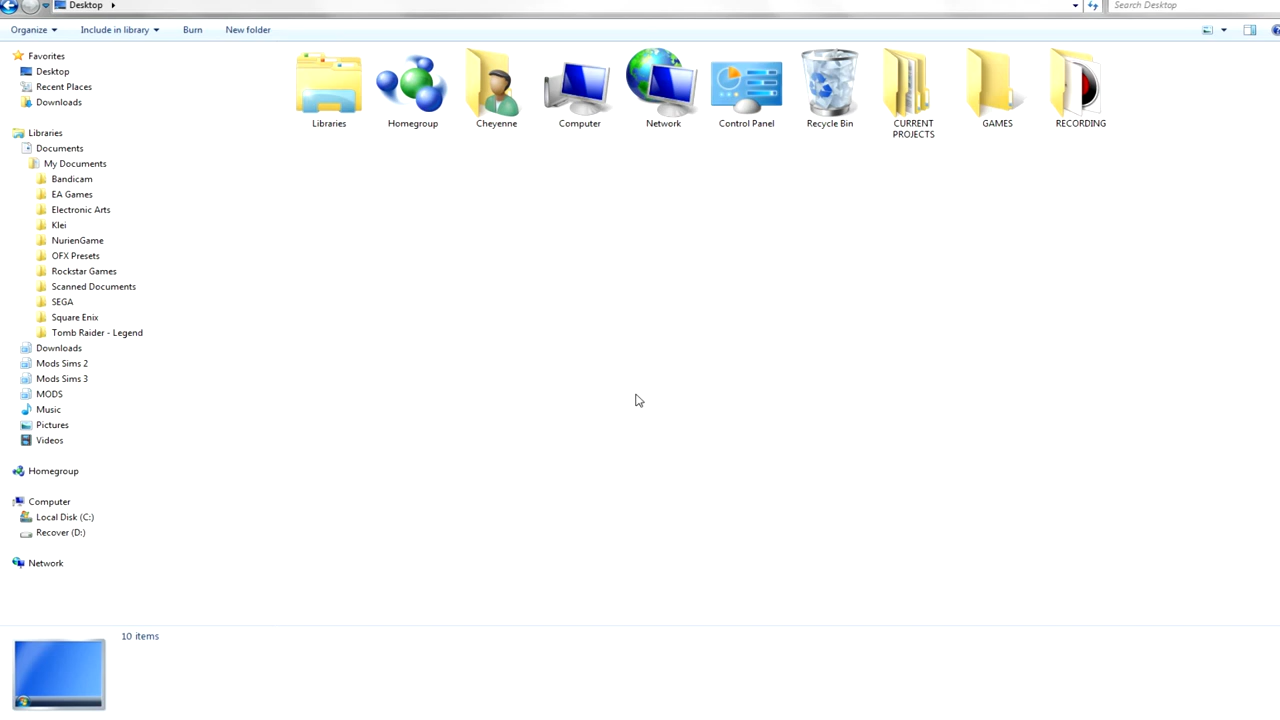 Desktop
Search Desktop
Organize
Include in library
Burn
New folder
Favorites
Desktop
Recent Places
Downloads
Libraries
Documents
My Documents
Bandicam
EA Games
Electronic Arts
Klei
NurienGame
OFX Presets
Rockstar Games
Scanned Documents
SEGA
Square Enix
Tomb Raider - Legend
Downloads
Mods Sims 2
Mods Sims 3
MODS
Music
Pictures
Videos
Homegroup
Computer
Local Disk (C:)
Recover (D:)
Network
Libraries
Homegroup
Cheyenne
Computer
Network
Control Panel
Recycle Bin
CURRENT
PROJECTS
GAMES
RECORDING
10 items